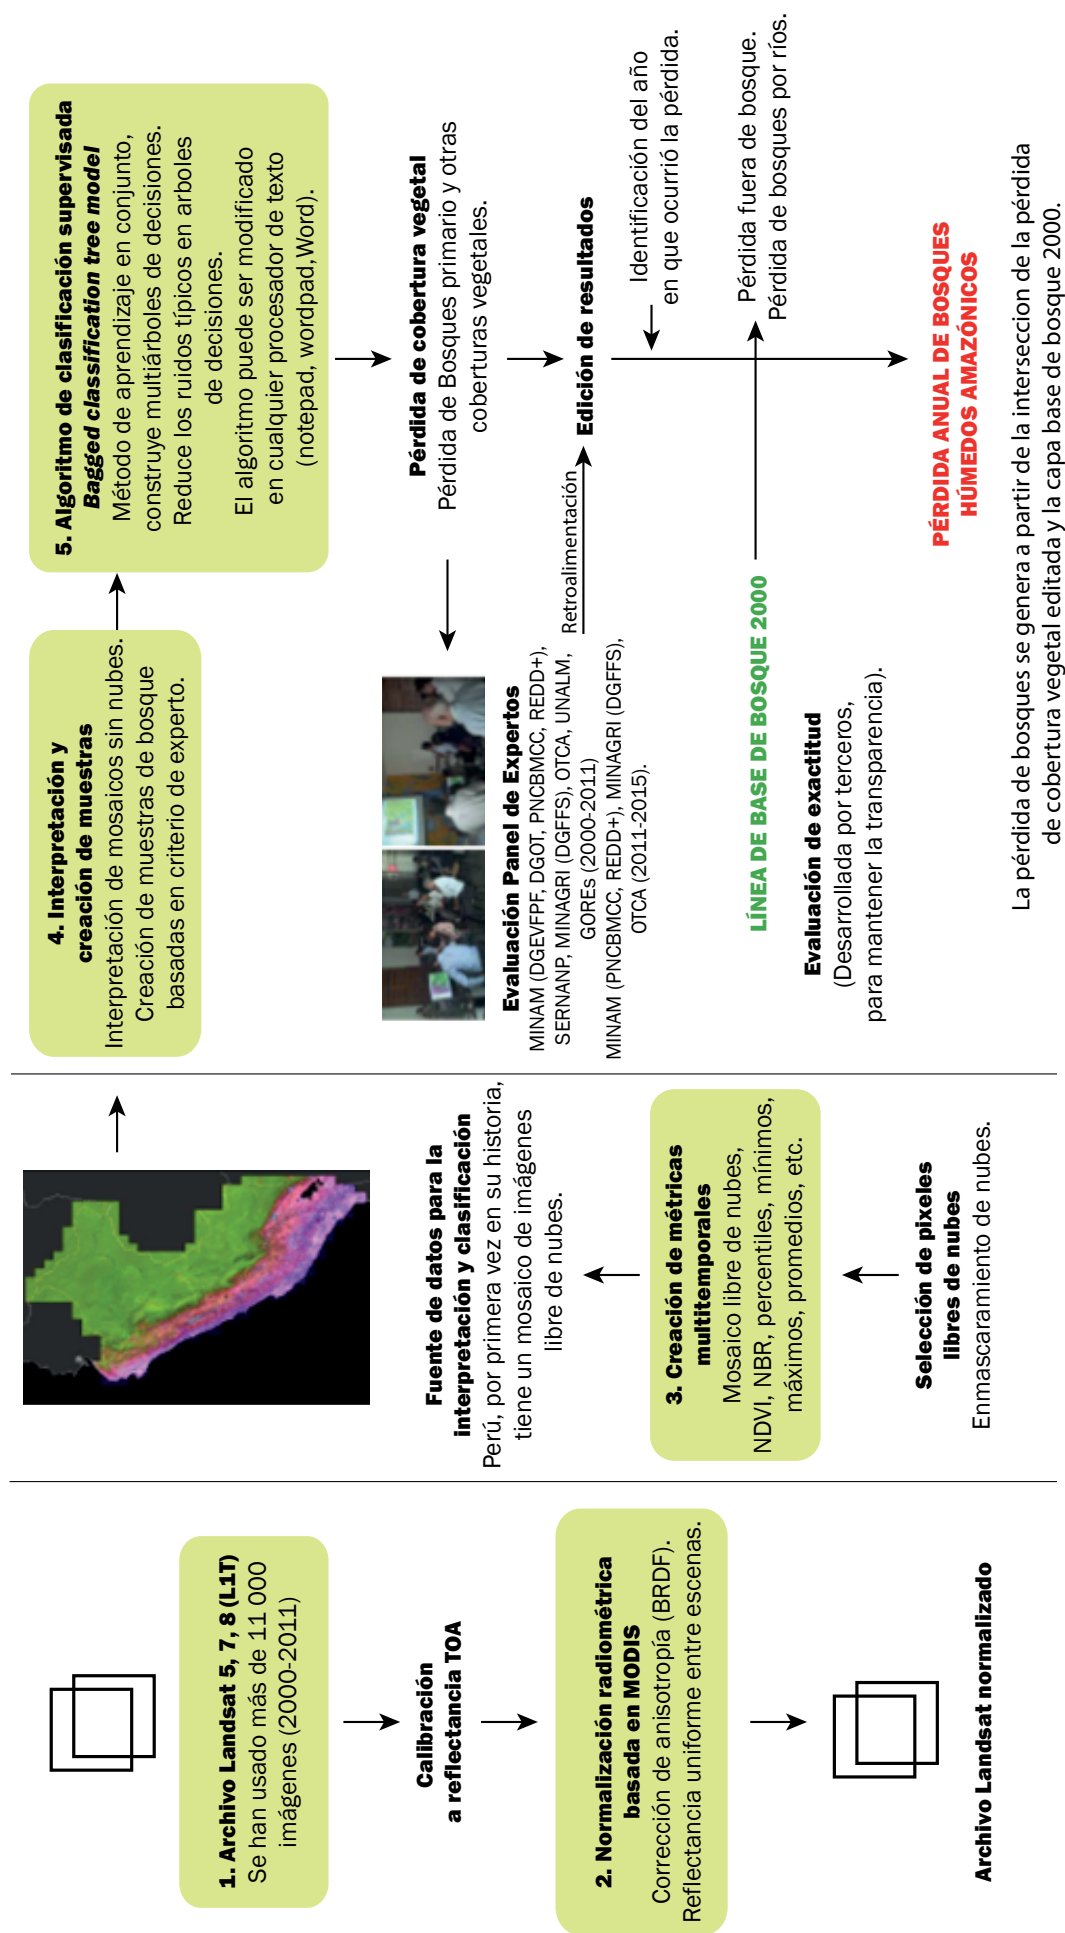 1. Archivo Landsat 5, 7, 8 (L1T)
Se han usado más de 11 000
imágenes (2000-2011)
Calibración
a reflectancia TOA
2. Normalización radiométrica
basada en MODIS
Corrección de anisotropía (BRDF).
Reflectancia uniforme entre escenas.
Archivo Landsat normalizado
Fuente de datos para la
interpretación y clasificación
Perú, por primera vez en su historia,
tiene un mosaico de imágenes
libre de nubes.
3. Creación de métricas
multitemporales
Mosaico libre de nubes,
NDVI, NBR, percentiles, mínimos,
máximos, promedios, etc.
Selección de pixeles
libres de nubes
Enmascaramiento de nubes.
4. Interpretación y
creación de muestras
Interpretación de mosaicos sin nubes.
Creación de muestras de bosque
basadas en criterio de experto.
5. Algoritmo de clasificación supervisada
Bagged classification tree model
Método de aprendizaje en conjunto,
construye multiárboles de decisiones.
Reduce los ruidos típicos en arboles
de decisiones.
El algoritmo puede ser modificado
en cualquier procesador de texto
(notepad, wordpad,Word).
Pérdida de cobertura vegetal
Pérdida de Bosques primario y otras
coberturas vegetales.
Evaluación Panel de Expertos
MINAM (DGEVFPF, DGOT, PNCBMCC, REDD+),
SERNANP, MINAGRI (DGFFS), OTCA, UNALM,
GOREs (2000-2011)
MINAM (PNCBMCC, REDD+), MINAGRI (DGFFS),
OTCA (2011-2015).
Retroalimentación
Edición de resultados
Identificación del año
en que ocurrió la pérdida.
LÍNEA DE BASE DE BOSQUE 2000
Pérdida fuera de bosque.
Pérdida de bosques por ríos.
Evaluación de exactitud
(Desarrollada por terceros,
para mantener la transparencia).
PÉRDIDA ANUAL DE BOSQUES
HÚMEDOS AMAZÓNICOS
La pérdida de bosques se genera a partir de la interseccion de la pérdida
de cobertura vegetal editada y la capa base de bosque 2000.